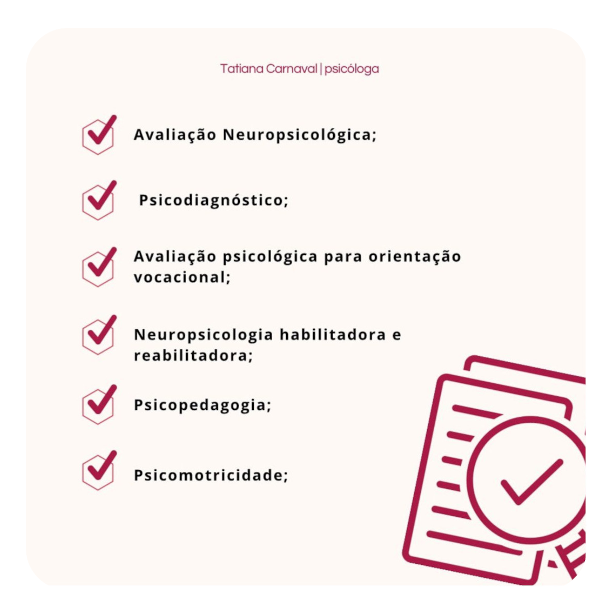 Tatiana Carnaval | psicóloga
Avaliação Neuropsicológica;
Psicodiagnóstico;
Avaliação psicológica para orientação
vocacional;
Neuropsicologia habilitadora e
reabilitadora;
Psicopedagogia;
Psicomotricidade;